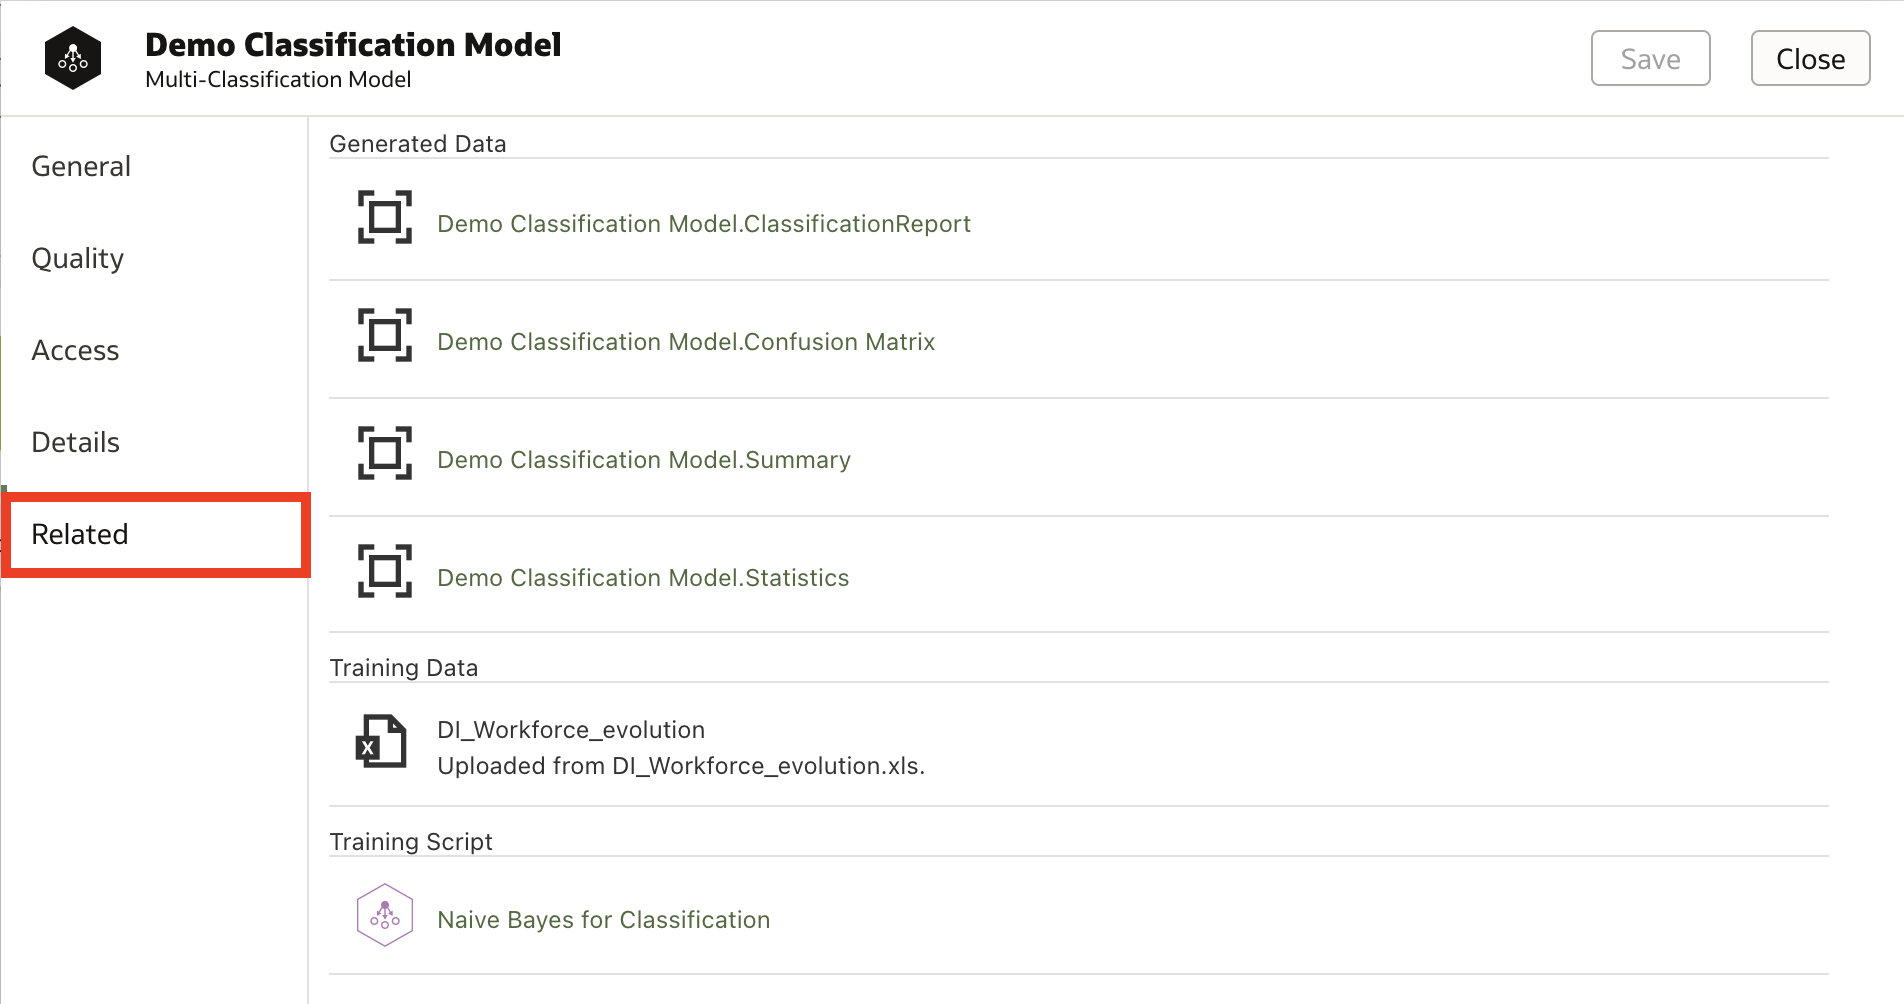 Demo Classification Model
Multi-Classification Model
Save
Close
General
Quality
Access
Details
Related
Generated Data
Demo Classification Model.ClassificationReport
Demo Classification Model.Confusion Matrix
Demo Classification Model.Summary
Demo Classification Model.Statistics
Training Data
X
DI_Workforce_evolution
Uploaded from DI_Workforce_evolution.xls.
Training Script
Naive Bayes for Classification